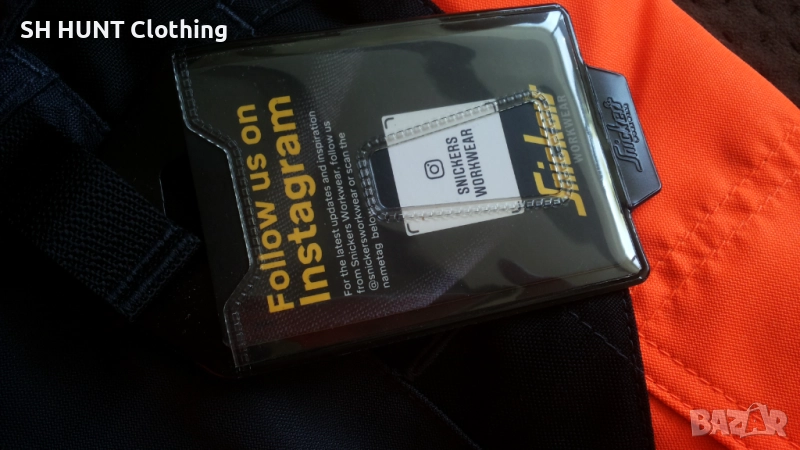 SH HUNT Clothing
Follow us on
Instagram
For the latest updates and inspiration
from Snickers Workwear, follow us
@snickersworkwear or scan the
nametag below
SNICKERS
WORKWEAR
Snickers
WORKWEAR
Snickers
WORKWEAR
BAZAR